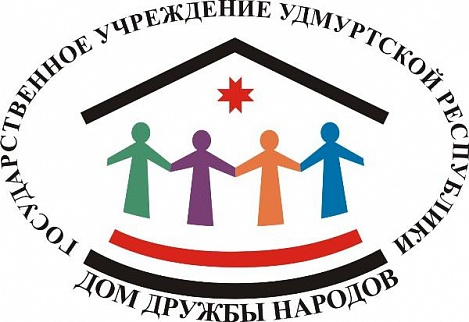 ГОСУДАРСТВЕННОЕ УЧРЕЖДЕНИЕ УДМУРТСКОЙ РЕСПУБЛИКИ
ДОМ ДРУЖБЫ НАРОДОВ